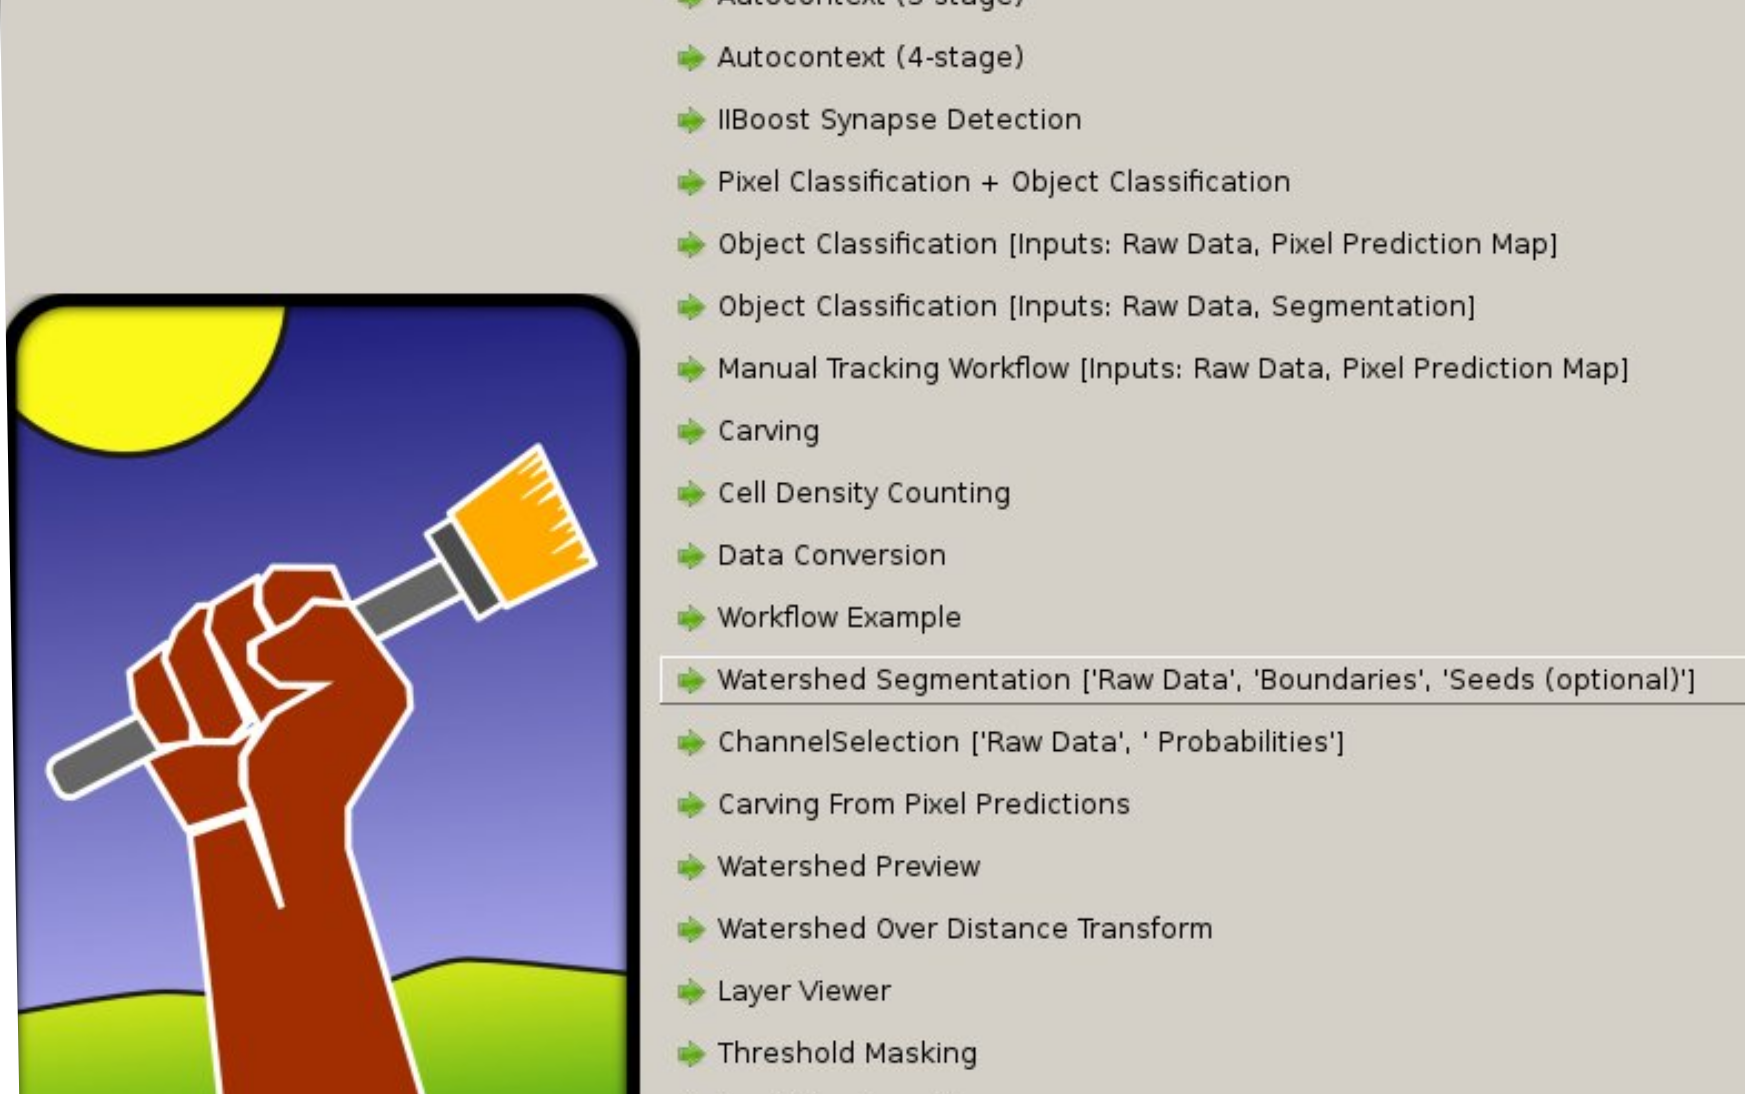 Autocontext (4-stage)
IIBoost Synapse Detection
Pixel Classification + Object Classification
Object Classification [Inputs: Raw Data, Pixel Prediction Map]
Object Classification [Inputs: Raw Data, Segmentation]
Manual Tracking Workflow [Inputs: Raw Data, Pixel Prediction Map]
Carving
Cell Density Counting
Data Conversion
Workflow Example
Watershed Segmentation ['Raw Data', 'Boundaries', 'Seeds (optional)']
ChannelSelection ['Raw Data', ' Probabilities']
Carving From Pixel Predictions
Watershed Preview
Watershed Over Distance Transform
Layer Viewer
Threshold Masking